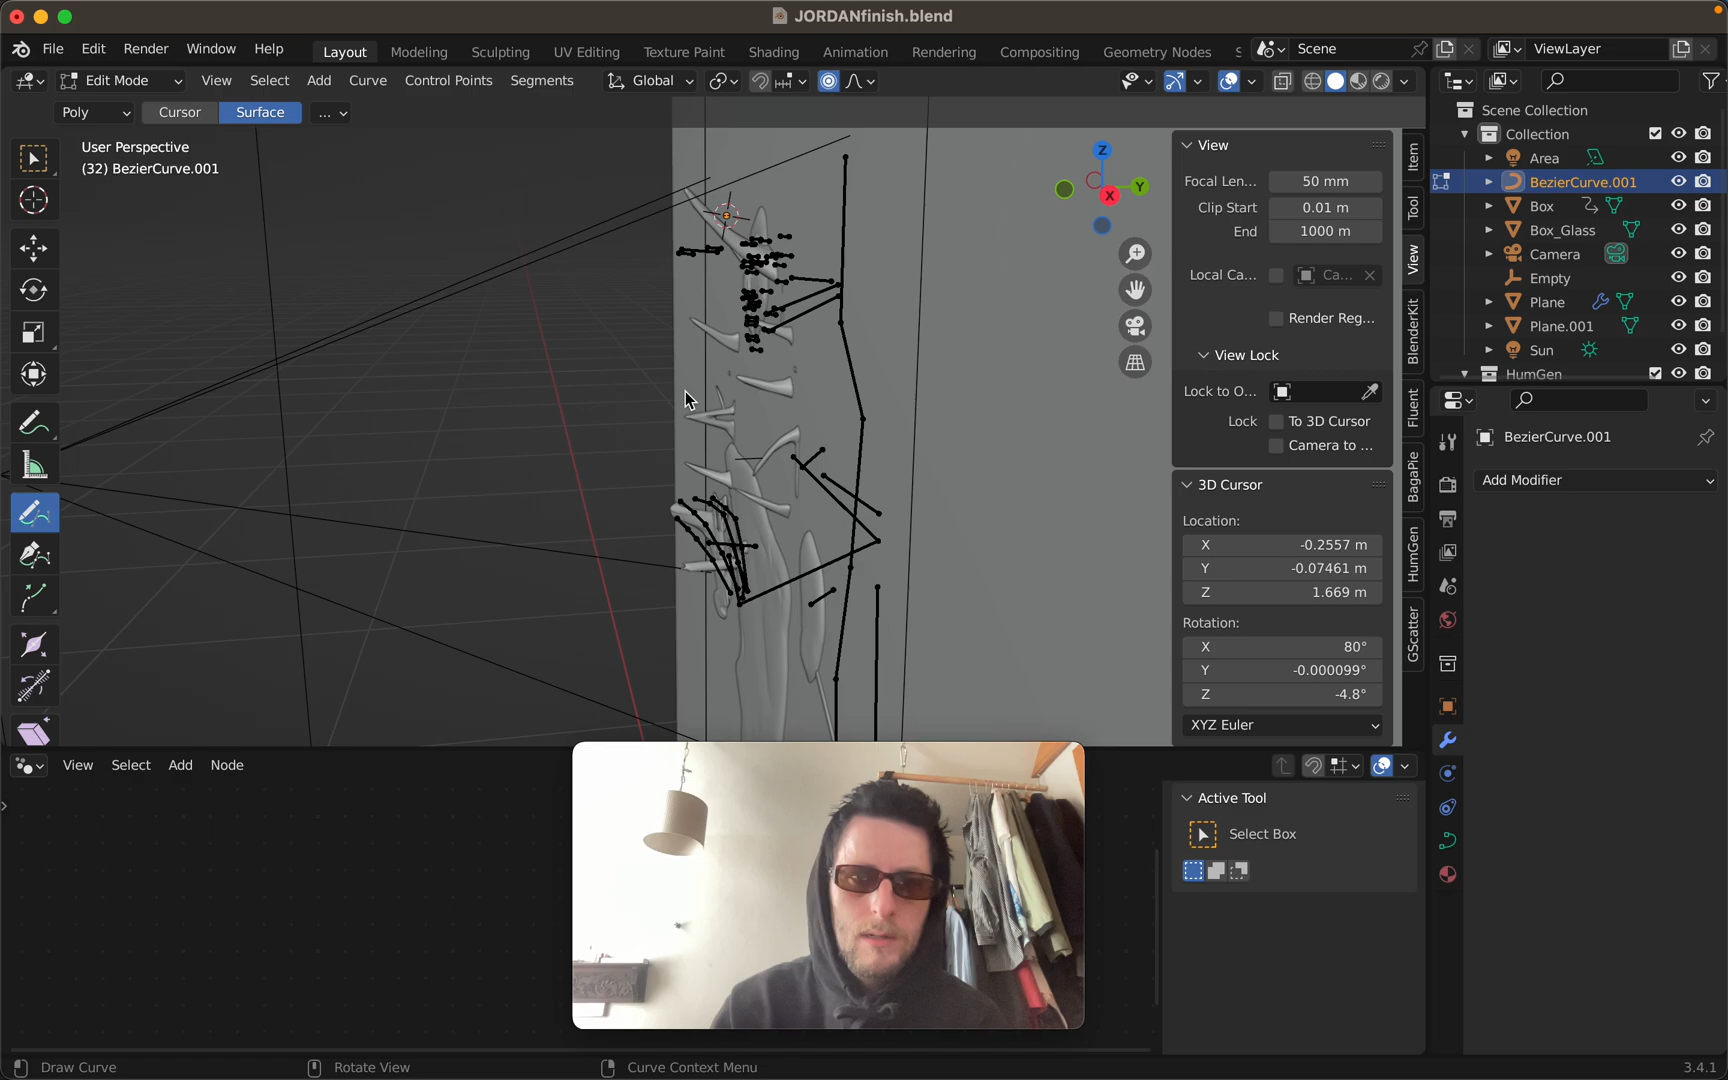 JORDANfinish.blend
File Edit Render Window Help Layout Modeling Sculpting UV Editing Texture Paint Shading Animation Rendering Compositing Geometry Nodes S Scene ViewLayer
Edit Mode View Select Add Curve Control Points Segments Global
Poly Cursor Surface ...
User Perspective
(32) BezierCurve.001
Z
Y
X
View
Focal Len... 50 mm
Clip Start 0.01 m
End 1000 m
Local Ca... Ca...
Render Reg...
View Lock
Lock to O...
Lock To 3D Cursor
Camera to ...
3D Cursor
Location:
X -0.2557 m
Y -0.07461 m
Z 1.669 m
Rotation:
X 80°
Y -0.000099°
Z -4.8°
XYZ Euler
Item
Tool
View
BlenderKit
Fluent
BagaPie
HumGen
GScatter
Scene Collection
Collection
Area
BezierCurve.001
Box
Box_Glass
Camera
Empty
Plane
Plane.001
Sun
HumGen
BezierCurve.001
Add Modifier
View Select Add Node
Active Tool
Select Box
Draw Curve Rotate View Curve Context Menu 3.4.1